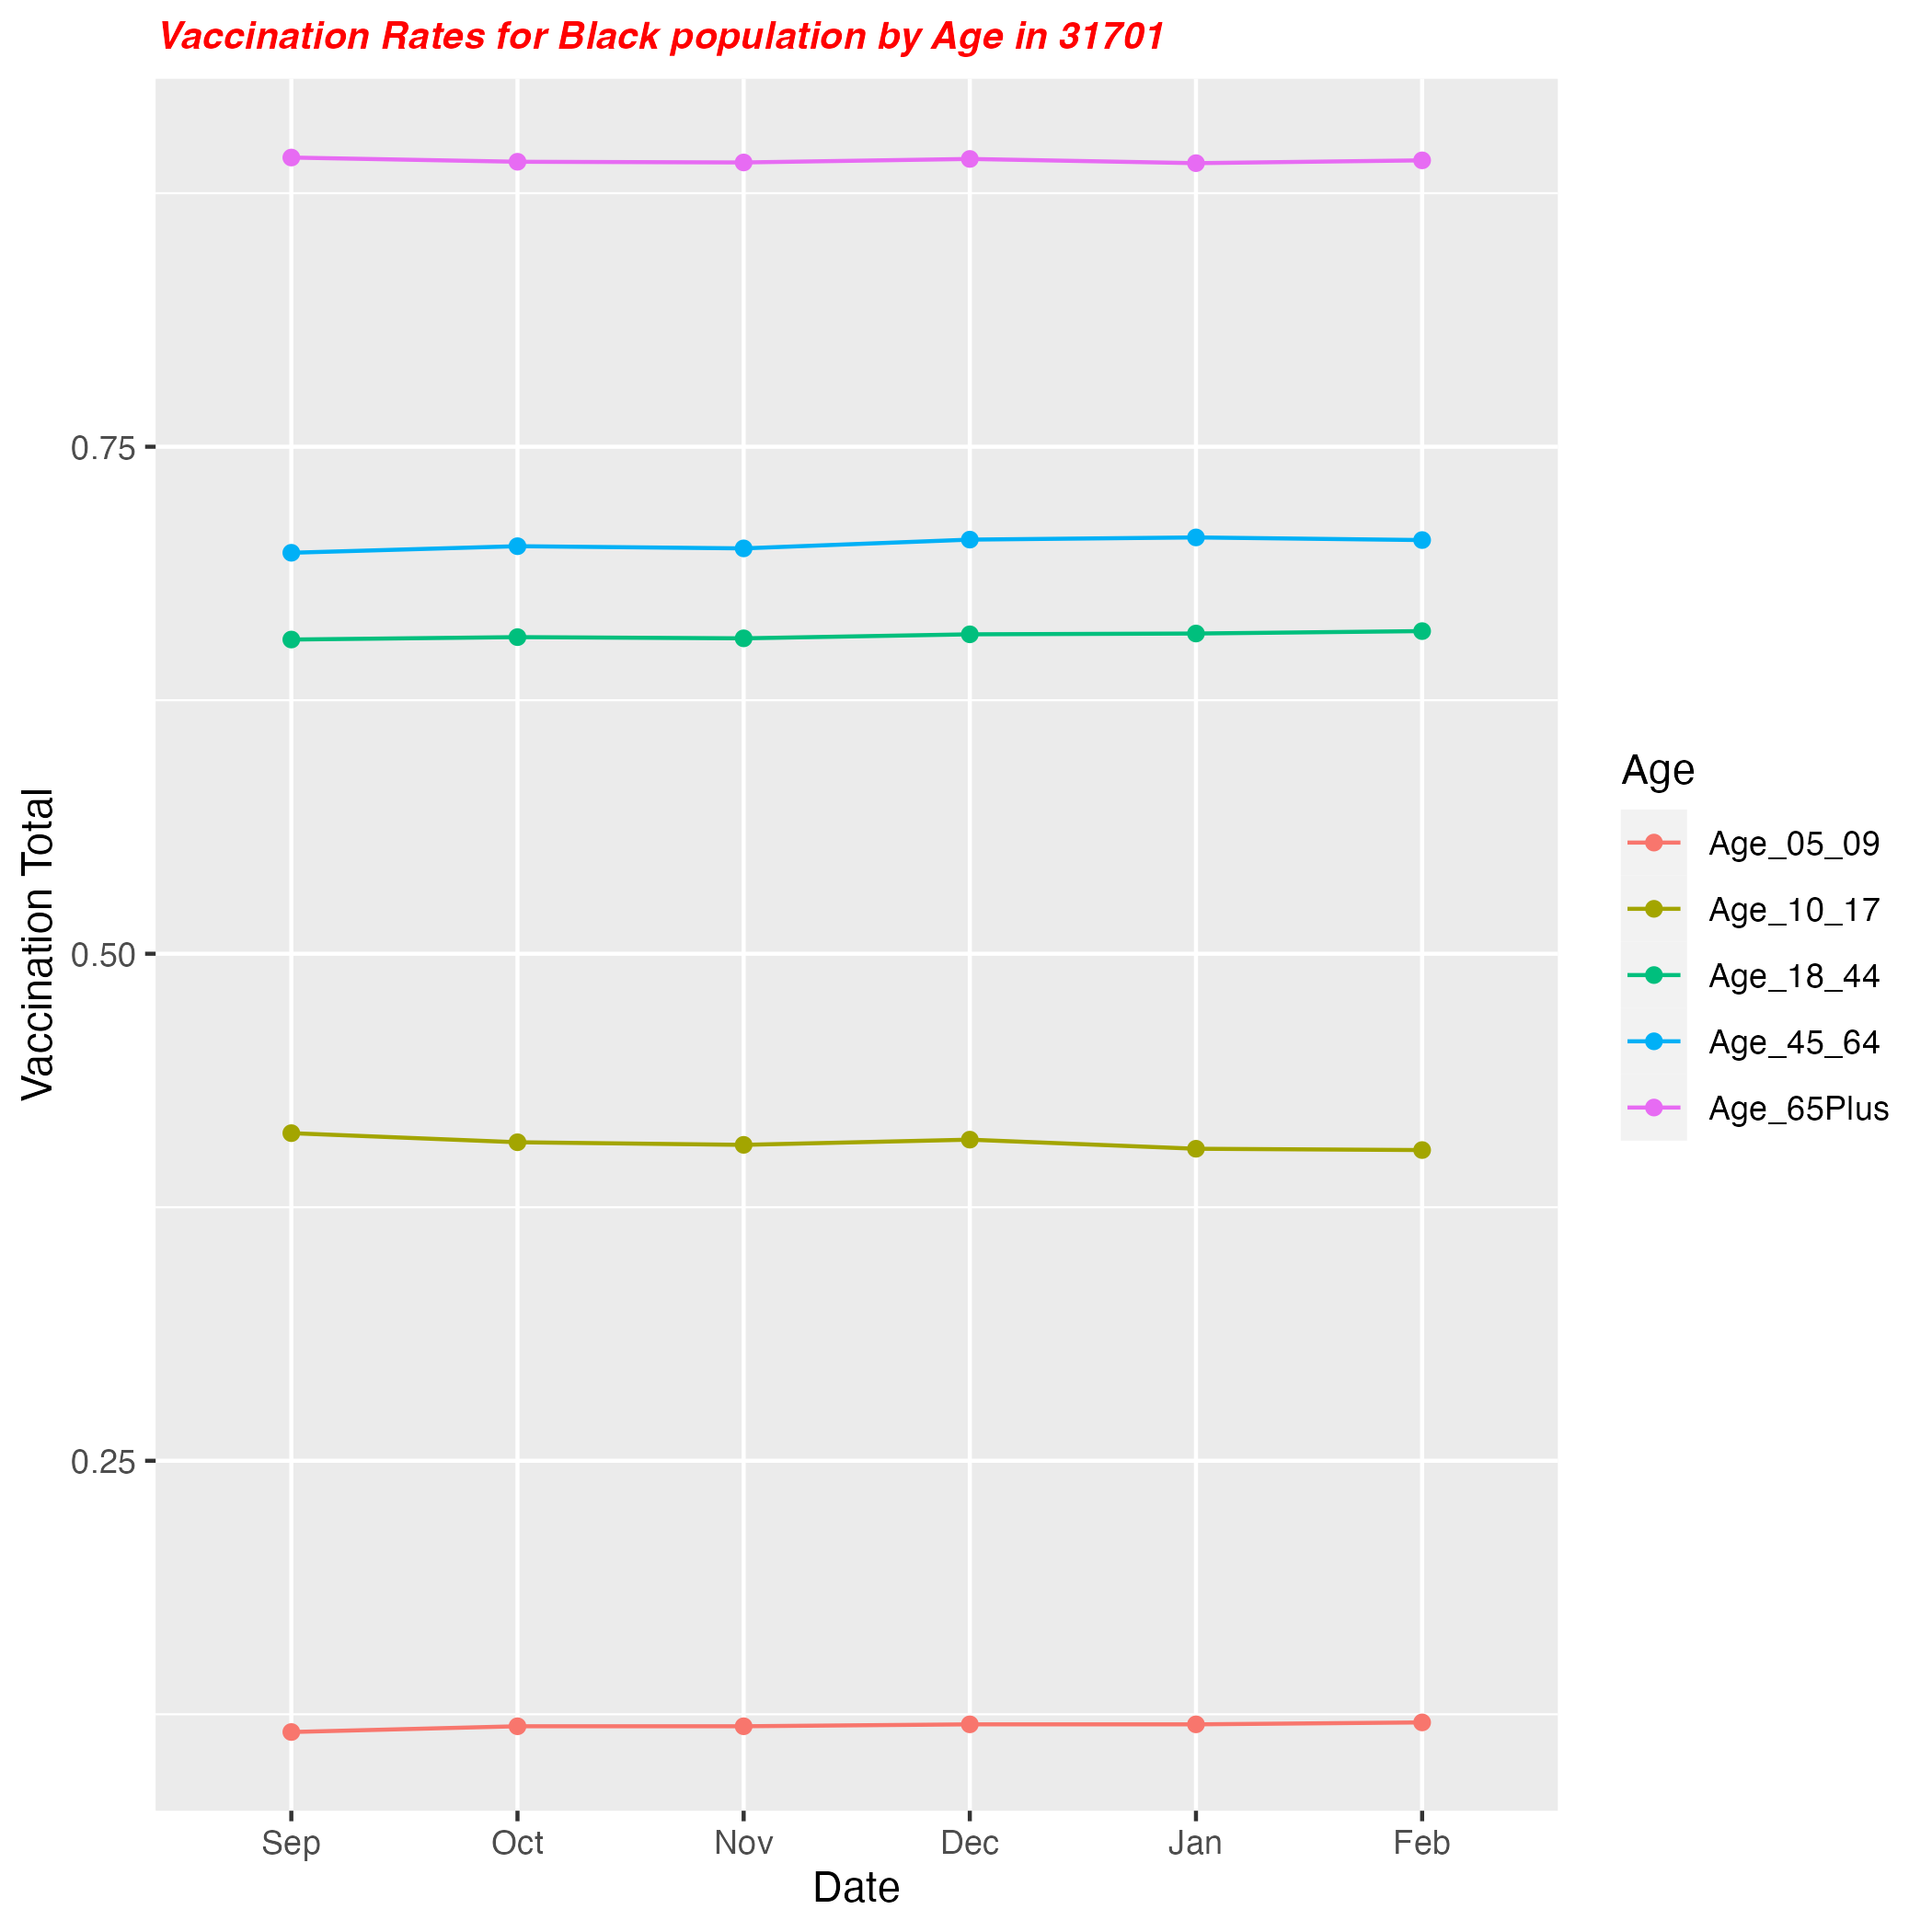 Vaccination Rates for Black population by Age in 31701
Vaccination Total
0.75
0.50
0.25
Sep Oct Nov Dec Jan Feb
Date
Age
Age_05_09
Age_10_17
Age_18_44
Age_45_64
Age_65Plus